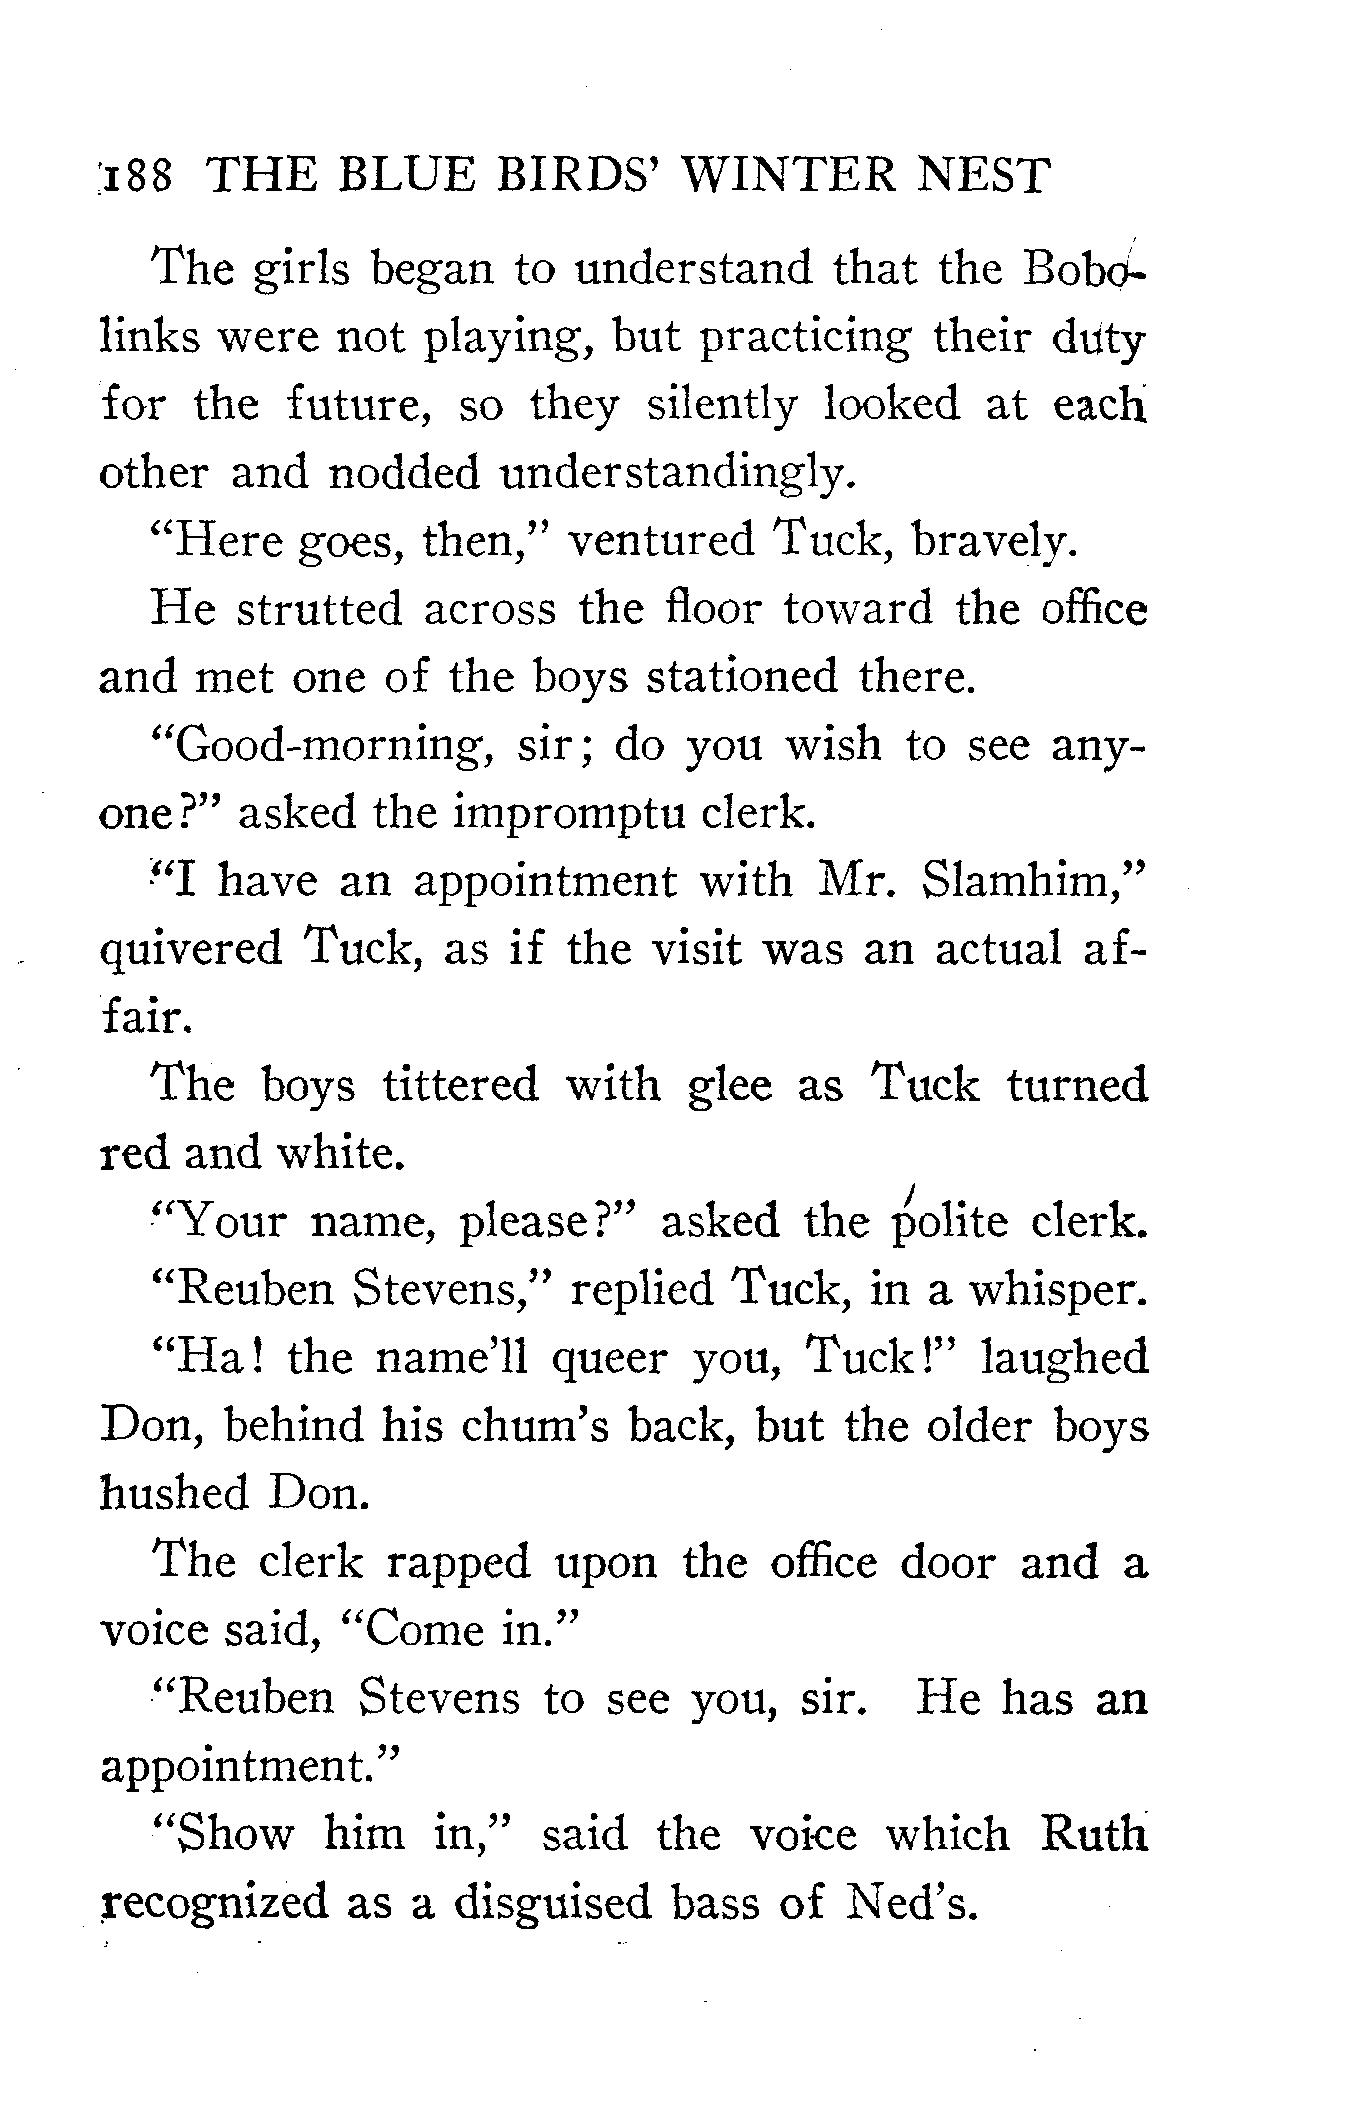 188 THE BLUE BIRDS' WINTER NEST
The girls began to understand that the Bobo-
links were not playing, but practicing their duty
for the future, so they silently looked at each
other and nodded understandingly.
"Here goes, then," ventured Tuck, bravely.
He strutted across the floor toward the office
and met one of the boys stationed there.
"Good-morning, sir; do you wish to see any-
one?" asked the impromptu clerk.
"I have an appointment with Mr. Slamhim,"
quivered Tuck, as if the visit was an actual af-
fair.
The boys tittered with glee as Tuck turned
red and white.
"Your name, please?" asked the polite clerk.
"Reuben Stevens," replied Tuck, in a whisper.
"Ha! the name'll queer you, Tuck!" laughed
Don, behind his chum's back, but the older boys
hushed Don.
The clerk rapped upon the office door and a
voice said, "Come in."
"Reuben Stevens to see you, sir. He has an
appointment."
"Show him in," said the voice which Ruth
recognized as a disguised bass of Ned's.